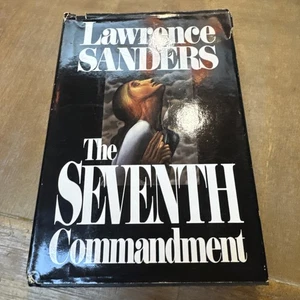 Lawrence
SANDERS
The
SEVENTH
Commandment